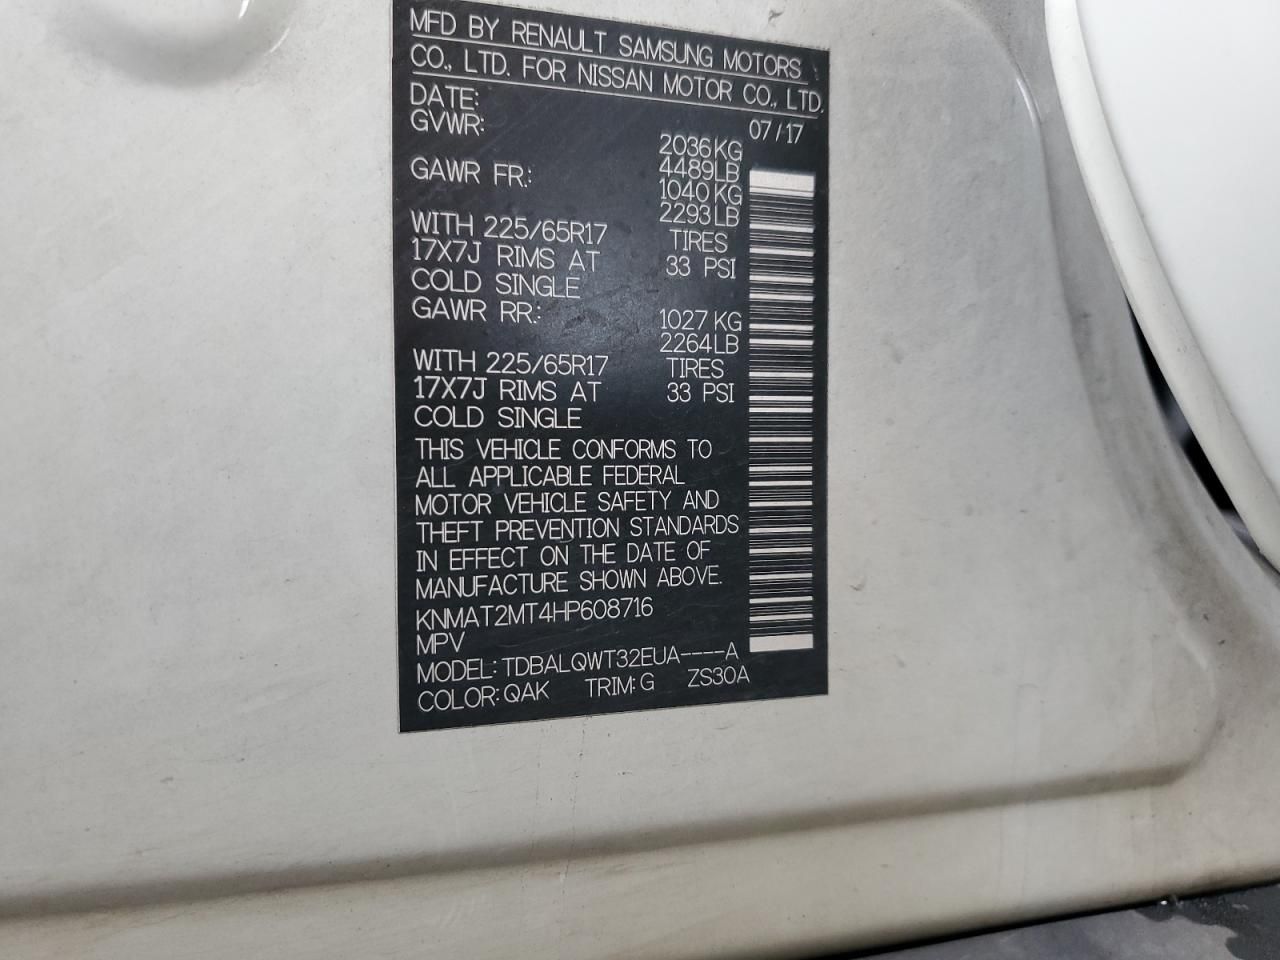 MFD BY RENAULT SAMSUNG MOTORS
CO., LTD. FOR NISSAN MOTOR CO., LTD.
DATE: 07/17
GVWR: 2036KG
4489LB
GAWR FR.: 1040KG
2293LB
WITH 225/65R17 TIRES
17X7J RIMS AT 33 PSI
COLD SINGLE
GAWR RR.: 1027KG
2264LB
WITH 225/65R17 TIRES
17X7J RIMS AT 33 PSI
COLD SINGLE
THIS VEHICLE CONFORMS TO
ALL APPLICABLE FEDERAL
MOTOR VEHICLE SAFETY AND
THEFT PREVENTION STANDARDS
IN EFFECT ON THE DATE OF
MANUFACTURE SHOWN ABOVE.
KNMAT2MT4HP608716
MPV
MODEL: TDBALQWT32EUA----A
COLOR: QAK TRIM: G ZS30A